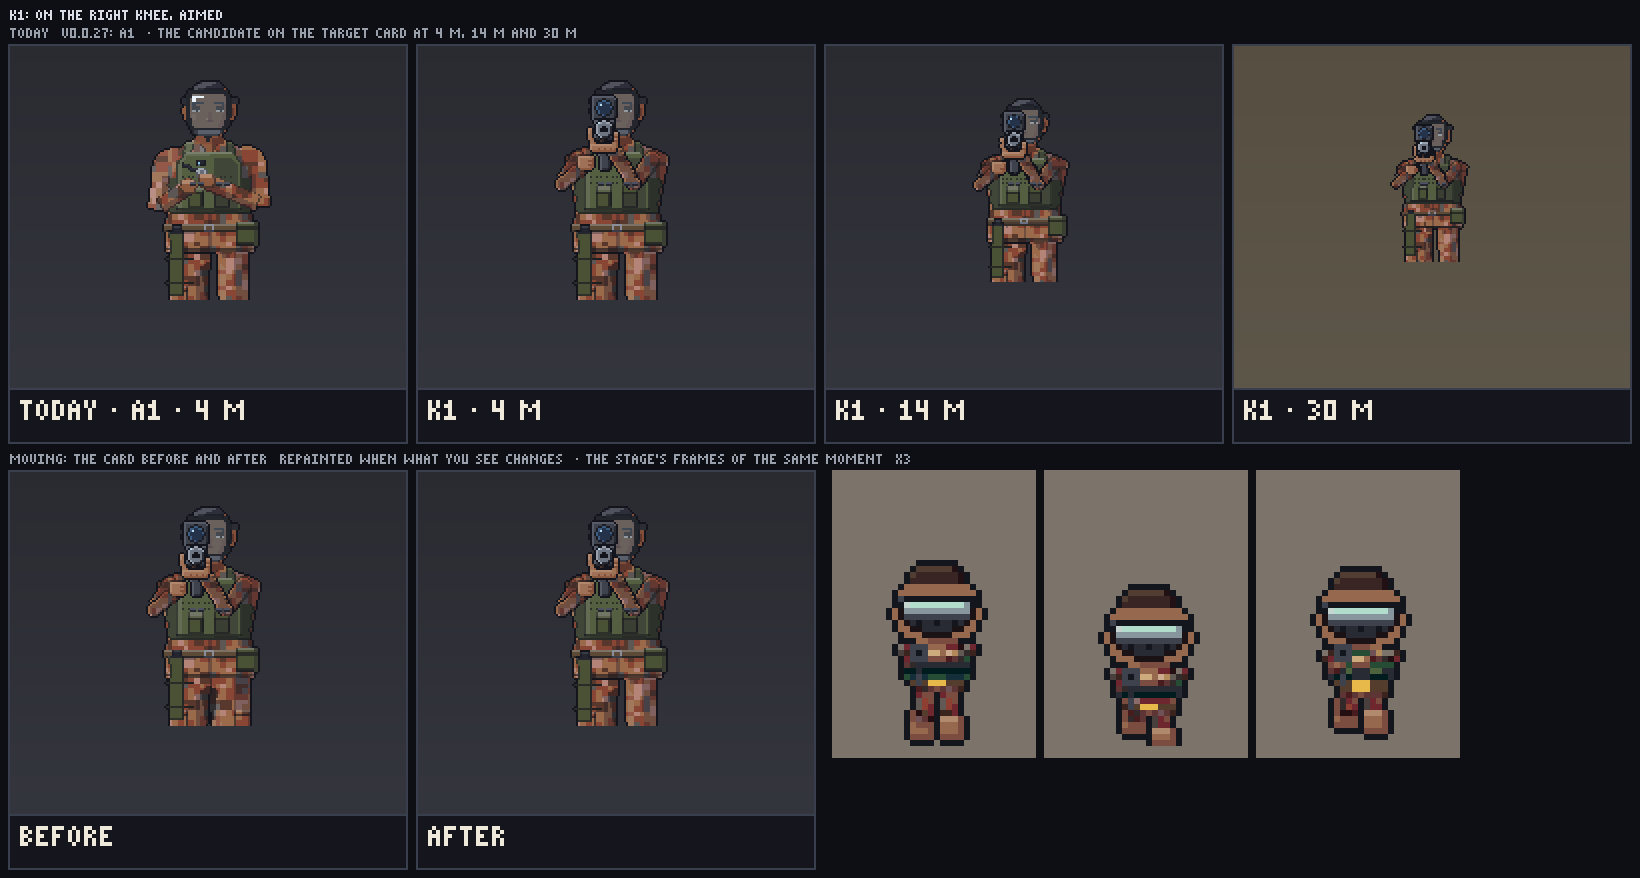 K1: ON THE RIGHT KNEE, AIMED
TODAY V0.0.27: A1 · THE CANDIDATE ON THE TARGET CARD AT 4 M, 14 M AND 30 M
TODAY · A1 · 4 M
K1 · 4 M
K1 · 14 M
K1 · 30 M
MOVING: THE CARD BEFORE AND AFTER REPAINTED WHEN WHAT YOU SEE CHANGES · THE STAGE'S FRAMES OF THE SAME MOMENT X3
BEFORE
AFTER